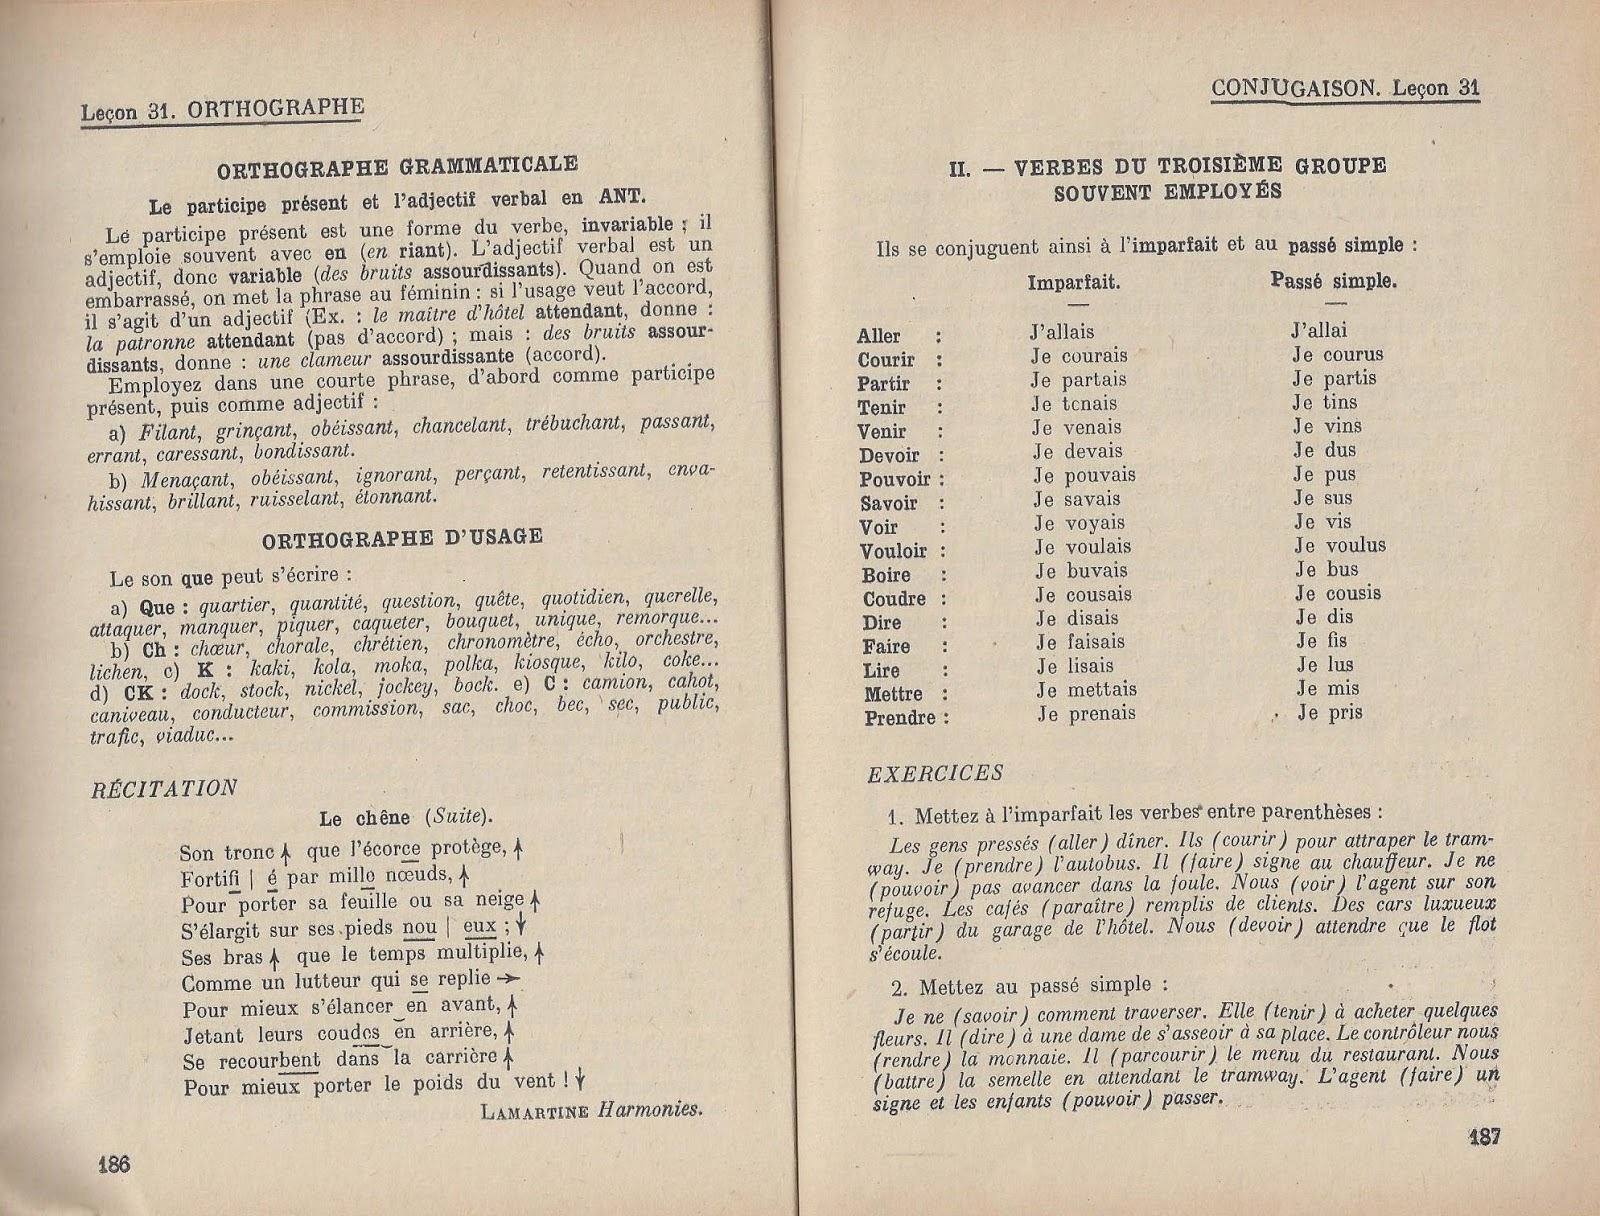 Leçon 31. ORTHOGRAPHE
ORTHOGRAPHE GRAMMATICALE
Le participe présent et l'adjectif verbal en ANT.
Le participe présent est une forme du verbe, invariable ; il
s'emploie souvent avec en (en riant). L'adjectif verbal est un
adjectif, donc variable (des bruits assourdissants). Quand on est
embarrassé, on met la phrase au féminin : si l'usage veut l'accord,
il s'agit d'un adjectif (Ex. : le maître d'hôtel attendant, donne :
la patronne attendant (pas d'accord) ; mais : des bruits assour-
dissants, donne : une clameur assourdissante (accord).
Employez dans une courte phrase, d'abord comme participe
présent, puis comme adjectif :
a) Filant, grinçant, obéissant, chancelant, trébuchant, passant,
errant, caressant, bondissant.
b) Menaçant, obéissant, ignorant, perçant, retentissant, enva-
hissant, brillant, ruisselant, étonnant.
ORTHOGRAPHE D'USAGE
Le son que peut s'écrire :
a) Que : quartier, quantité, question, quête, quotidien, querelle,
attaquer, manquer, piquer, caqueter, bouquet, unique, remorque...
b) Ch : chœur, chorale, chrétien, chronomètre, écho, orchestre,
lichen, c) K : kaki, kola, moka, polka, kiosque, kilo, coke...
d) CK : dock, stock, nickel, jockey, bock. e) C : camion, cahot,
caniveau, conducteur, commission, sac, choc, bec, sec, public,
trafic, viaduc...
RÉCITATION
Le chêne (Suite).
Son tronc ↑ que l'écorce protège, ↑
Fortifi | é par mille nœuds, ↑
Pour porter sa feuille ou sa neige ↑
S'élargit sur ses pieds nou | eux ; ↓
Ses bras ↑ que le temps multiplie, ↑
Comme un lutteur qui se replie →
Pour mieux s'élancer en avant, ↑
Jetant leurs coudes en arrière, ↑
Se recourbent dans la carrière ↑
Pour mieux porter le poids du vent ! ↓
LAMARTINE Harmonies.
186
CONJUGAISON. Leçon 31
II. — VERBES DU TROISIÈME GROUPE
SOUVENT EMPLOYÉS
Ils se conjuguent ainsi à l'imparfait et au passé simple :
Imparfait. Passé simple.
Aller : J'allais J'allai
Courir : Je courais Je courus
Partir : Je partais Je partis
Tenir : Je tenais Je tins
Venir : Je venais Je vins
Devoir : Je devais Je dus
Pouvoir : Je pouvais Je pus
Savoir : Je savais Je sus
Voir : Je voyais Je vis
Vouloir : Je voulais Je voulus
Boire : Je buvais Je bus
Coudre : Je cousais Je cousis
Dire : Je disais Je dis
Faire : Je faisais Je fis
Lire : Je lisais Je lus
Mettre : Je mettais Je mis
Prendre : Je prenais Je pris
EXERCICES
1. Mettez à l'imparfait les verbes entre parenthèses :
Les gens pressés (aller) dîner. Ils (courir) pour attraper le tram-
way. Je (prendre) l'autobus. Il (faire) signe au chauffeur. Je ne
(pouvoir) pas avancer dans la foule. Nous (voir) l'agent sur son
refuge. Les cafés (paraître) remplis de clients. Des cars luxueux
(partir) du garage de l'hôtel. Nous (devoir) attendre que le flot
s'écoule.
2. Mettez au passé simple :
Je ne (savoir) comment traverser. Elle (tenir) à acheter quelques
fleurs. Il (dire) à une dame de s'asseoir à sa place. Le contrôleur nous
(rendre) la monnaie. Il (parcourir) le menu du restaurant. Nous
(battre) la semelle en attendant le tramway. L'agent (faire) un
signe et les enfants (pouvoir) passer.
187